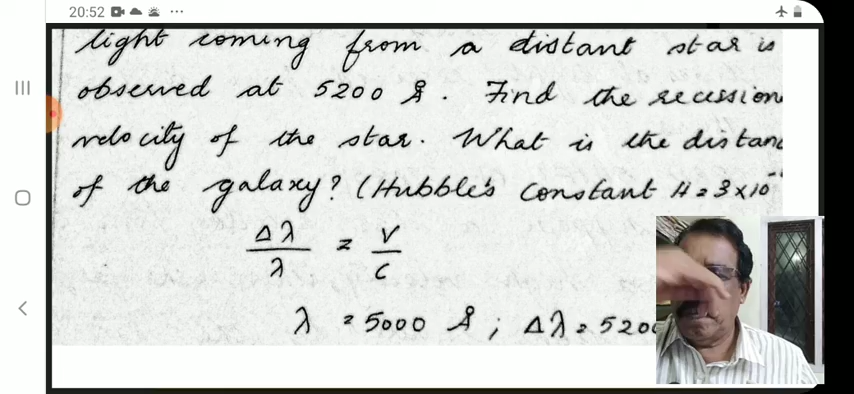 20:52
light coming from a distant star is
observed at 5200 Å. Find the recession
velocity of the star. What is the
of the galaxy? (Hubble's constant H = 3 × 10
Δλ / λ = V / C
λ = 5000 Å ; Δλ = 5200